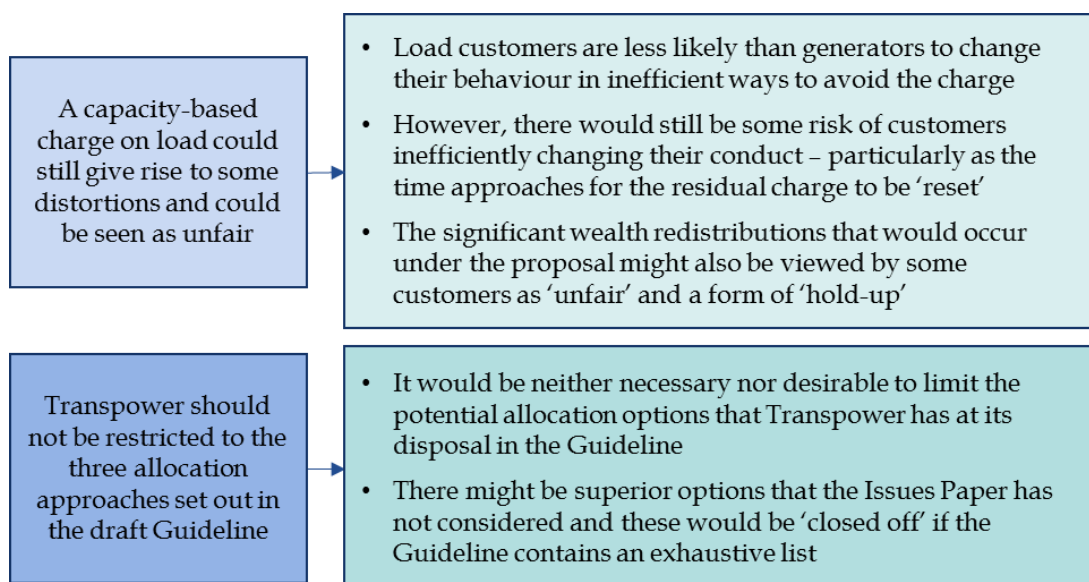 A capacity-based
charge on load could
still give rise to some
distortions and could
be seen as unfair
• Load customers are less likely than generators to change
their behaviour in inefficient ways to avoid the charge
• However, there would still be some risk of customers
inefficiently changing their conduct – particularly as the
time approaches for the residual charge to be ‘reset’
• The significant wealth redistributions that would occur
under the proposal might also be viewed by some
customers as ‘unfair’ and a form of ‘hold-up’
Transpower should
not be restricted to the
three allocation
approaches set out in
the draft Guideline
• It would be neither necessary nor desirable to limit the
potential allocation options that Transpower has at its
disposal in the Guideline
• There might be superior options that the Issues Paper has
not considered and these would be ‘closed off’ if the
Guideline contains an exhaustive list